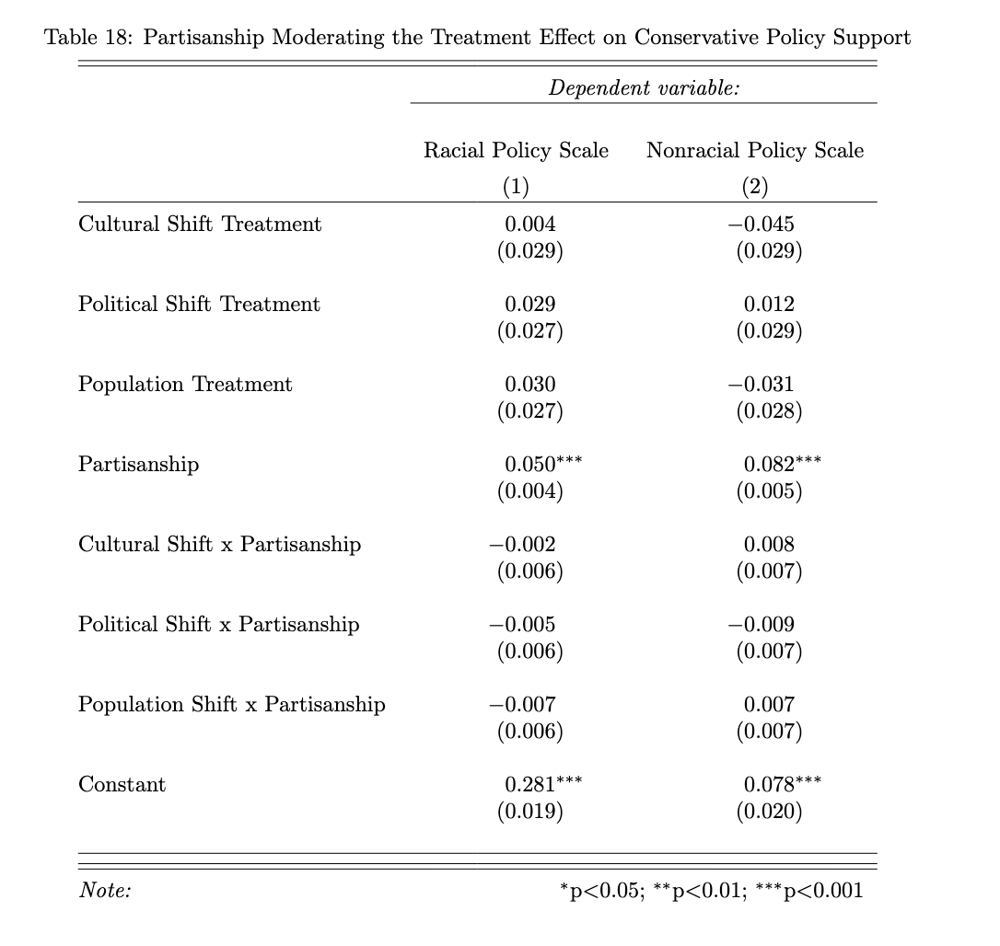 Table 18: Partisanship Moderating the Treatment Effect on Conservative Policy Support
Dependent variable:
Racial Policy Scale Nonracial Policy Scale
(1) (2)
Cultural Shift Treatment 0.004 −0.045
(0.029) (0.029)
Political Shift Treatment 0.029 0.012
(0.027) (0.029)
Population Treatment 0.030 −0.031
(0.027) (0.028)
Partisanship 0.050*** 0.082***
(0.004) (0.005)
Cultural Shift x Partisanship −0.002 0.008
(0.006) (0.007)
Political Shift x Partisanship −0.005 −0.009
(0.006) (0.007)
Population Shift x Partisanship −0.007 0.007
(0.006) (0.007)
Constant 0.281*** 0.078***
(0.019) (0.020)
Note: *p<0.05; **p<0.01; ***p<0.001